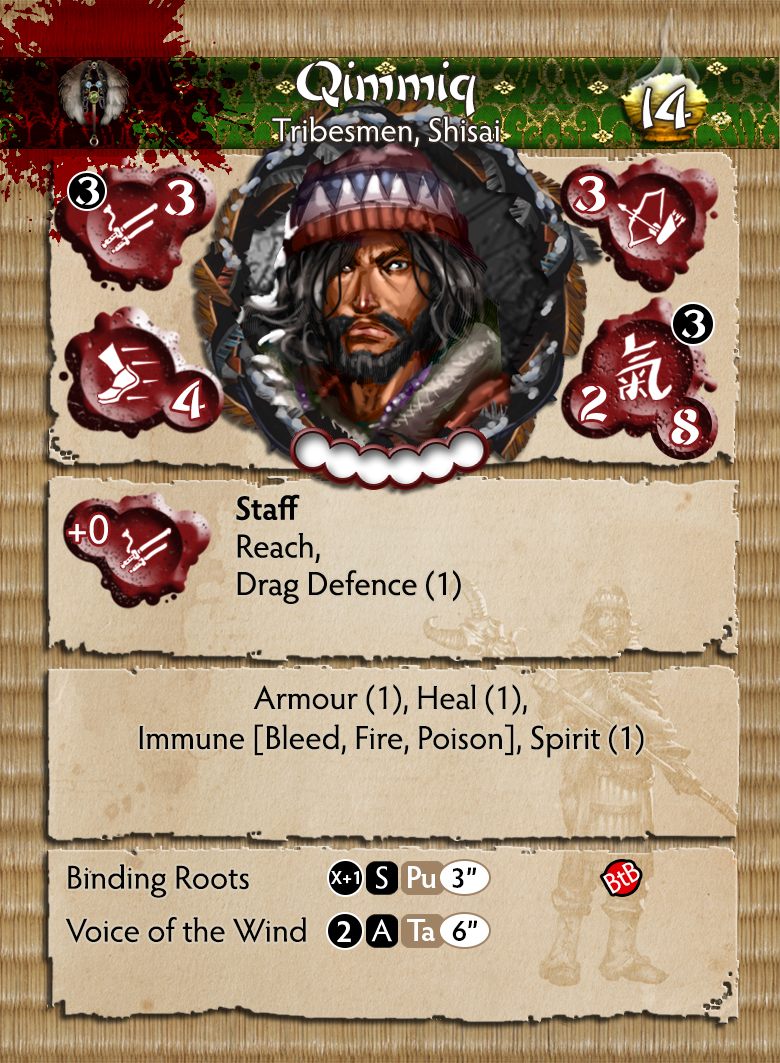 Qimmiq
14
Tribesmen, Shisai
3 3
3
4
3
氣
2
8
+0
Staff
Reach,
Drag Defence (1)
Armour (1), Heal (1),
Immune [Bleed, Fire, Poison], Spirit (1)
Binding Roots X+1 S Pu 3" BtB
Voice of the Wind 2 A Ta 6"